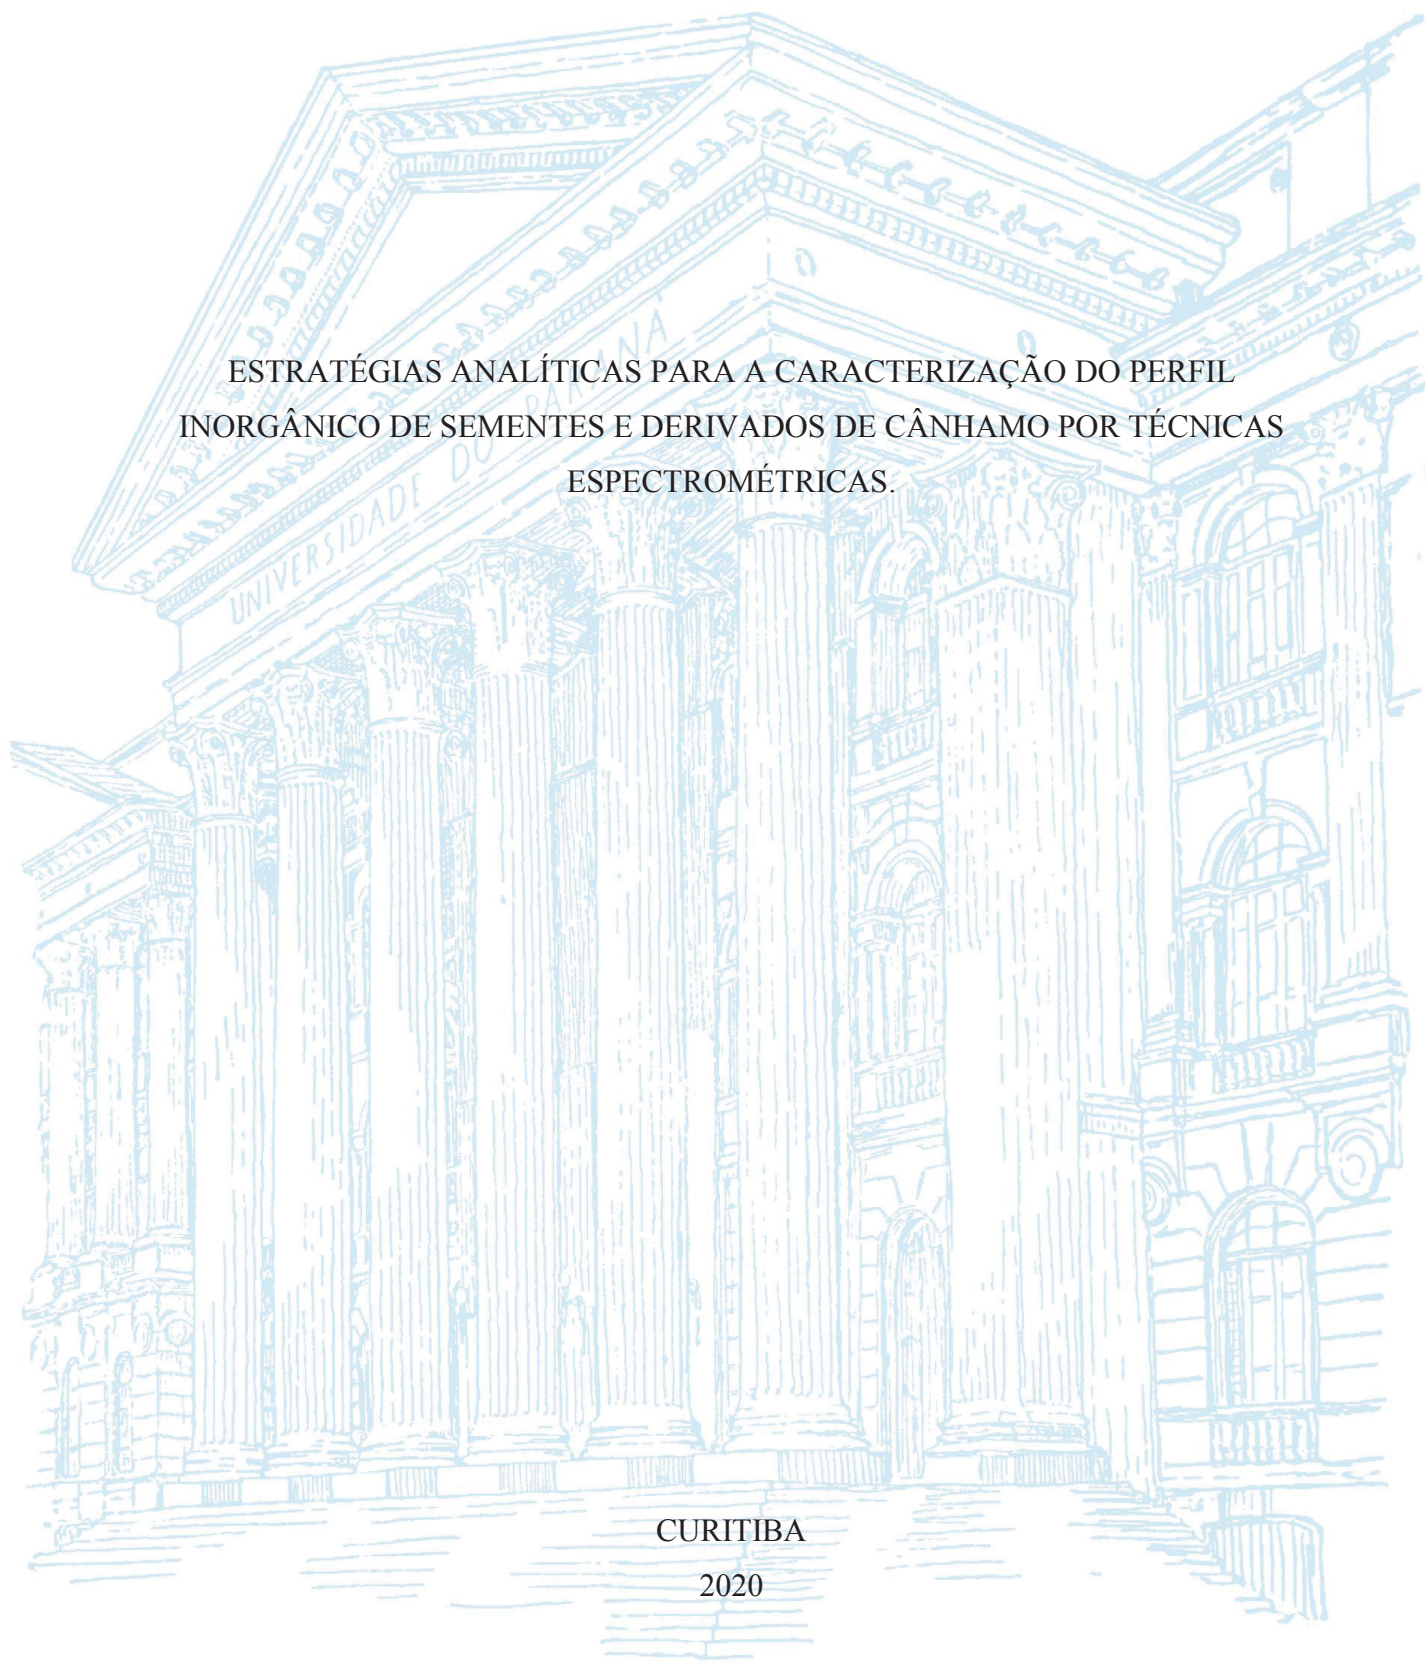 ESTRATÉGIAS ANALÍTICAS PARA A CARACTERIZAÇÃO DO PERFIL
INORGÂNICO DE SEMENTES E DERIVADOS DE CÂNHAMO POR TÉCNICAS
ESPECTROMÉTRICAS.
UNIVERSIDADE DO PARANÁ
CURITIBA
2020